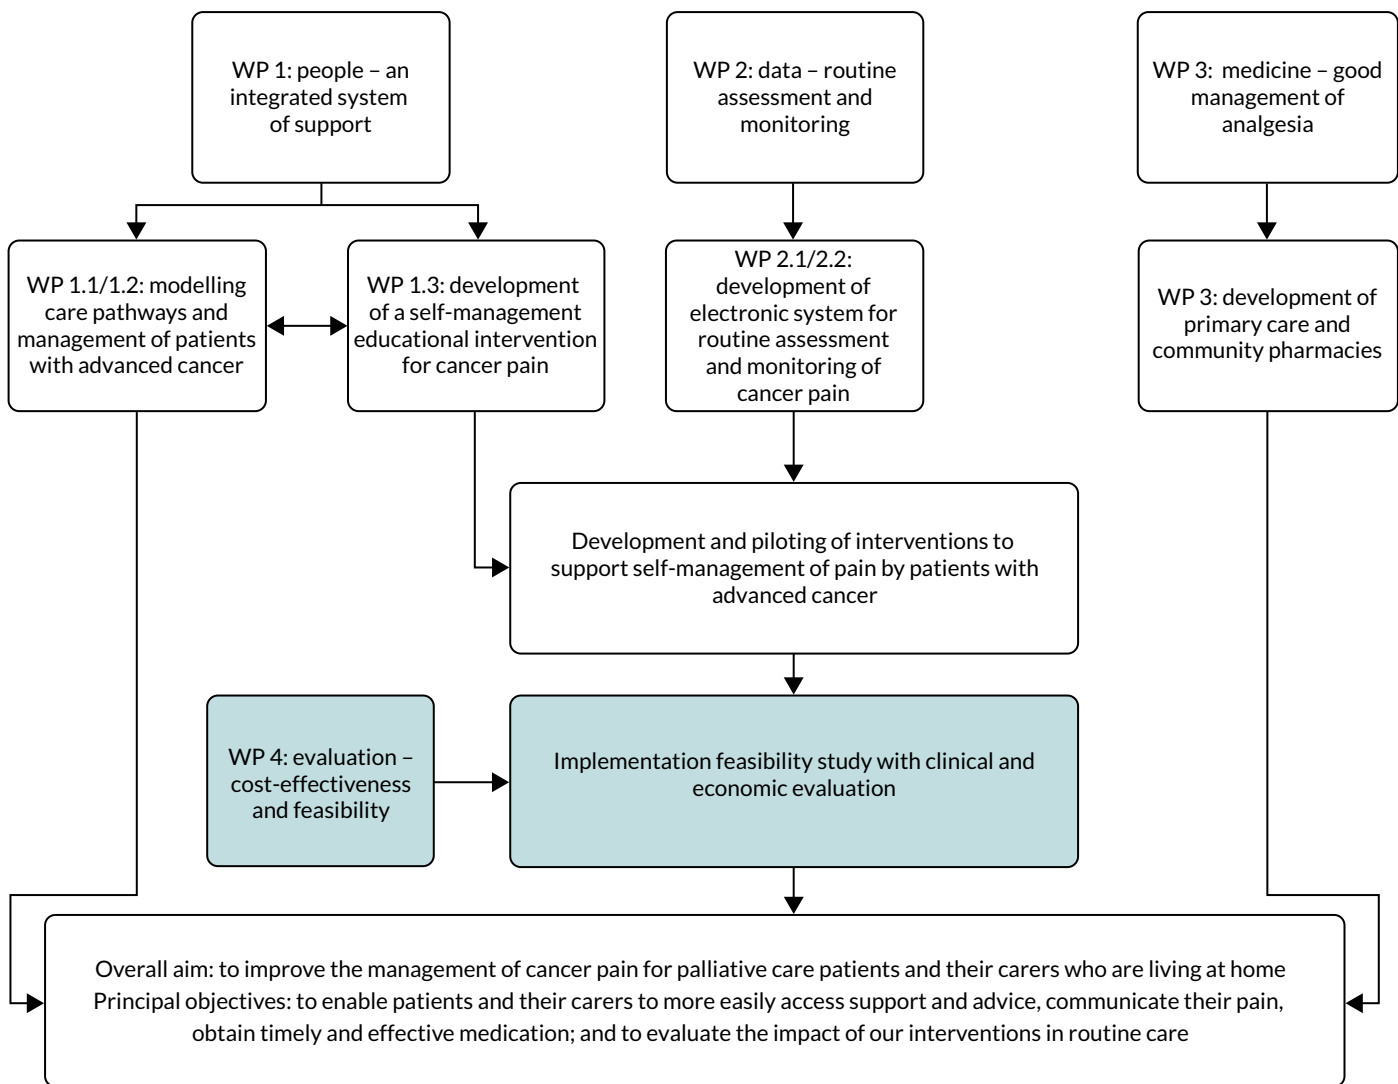 WP 1: people – an
integrated system
of support
WP 2: data – routine
assessment and
monitoring
WP 3: medicine – good
management of
analgesia
WP 1.1/1.2: modelling
care pathways and
management of patients
with advanced cancer
WP 1.3: development
of a self-management
educational intervention
for cancer pain
WP 2.1/2.2:
development of
electronic system for
routine assessment
and monitoring of
cancer pain
WP 3: development of
primary care and
community pharmacies
Development and piloting of interventions to
support self-management of pain by patients with
advanced cancer
WP 4: evaluation –
cost-effectiveness
and feasibility
Implementation feasibility study with clinical and
economic evaluation
Overall aim: to improve the management of cancer pain for palliative care patients and their carers who are living at home
Principal objectives: to enable patients and their carers to more easily access support and advice, communicate their pain,
obtain timely and effective medication; and to evaluate the impact of our interventions in routine care